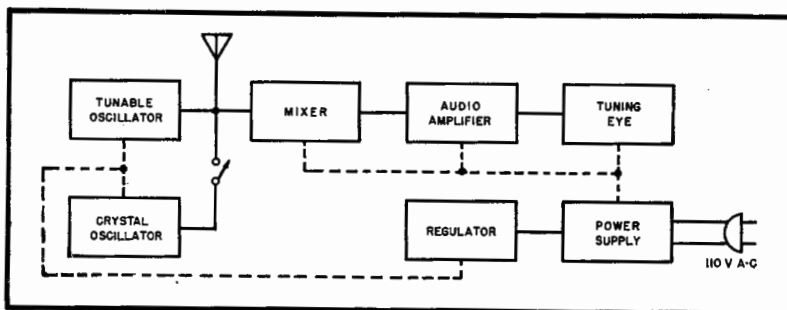 TUNABLE
OSCILLATOR
MIXER
AUDIO
AMPLIFIER
TUNING
EYE
CRYSTAL
OSCILLATOR
REGULATOR
POWER
SUPPLY
110 V A-C